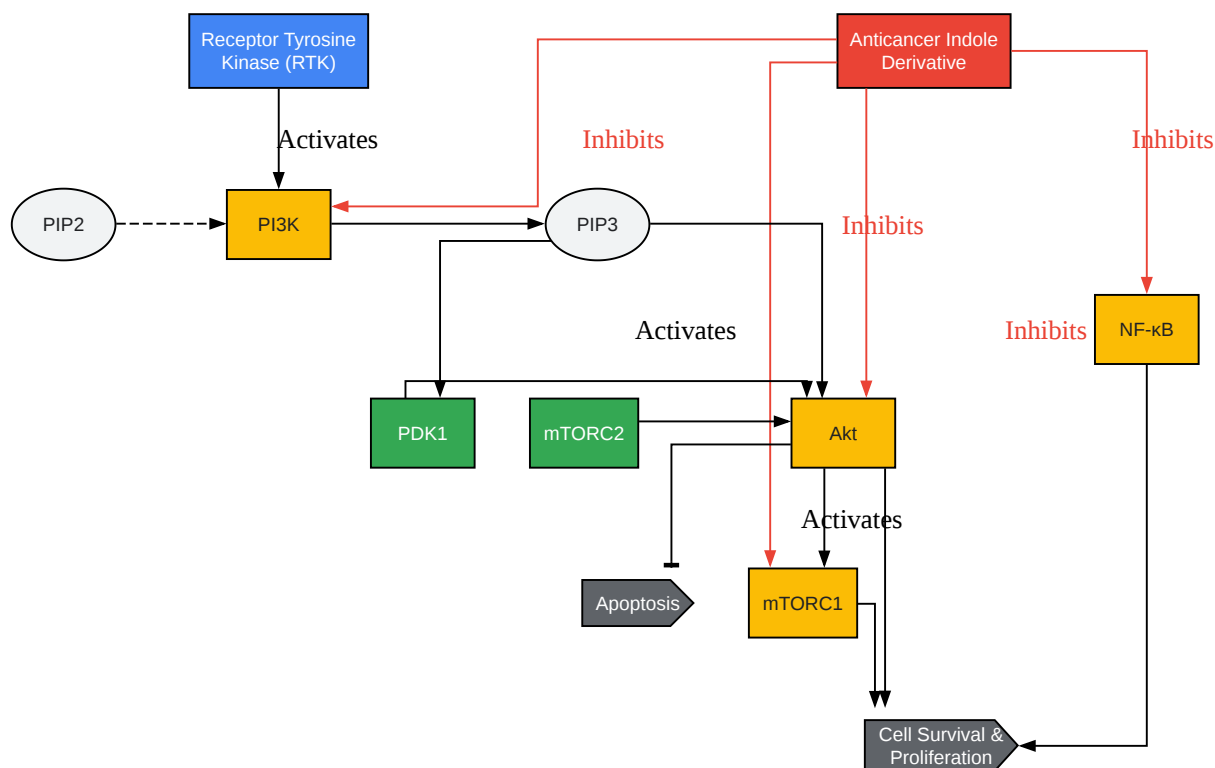 Receptor Tyrosine
Kinase (RTK)
Anticancer Indole
Derivative
Activates
Inhibits
Inhibits
PIP2
PI3K
PIP3
Inhibits
Activates
Inhibits
NF-κB
PDK1
mTORC2
Akt
Activates
Apoptosis
mTORC1
Cell Survival &
Proliferation